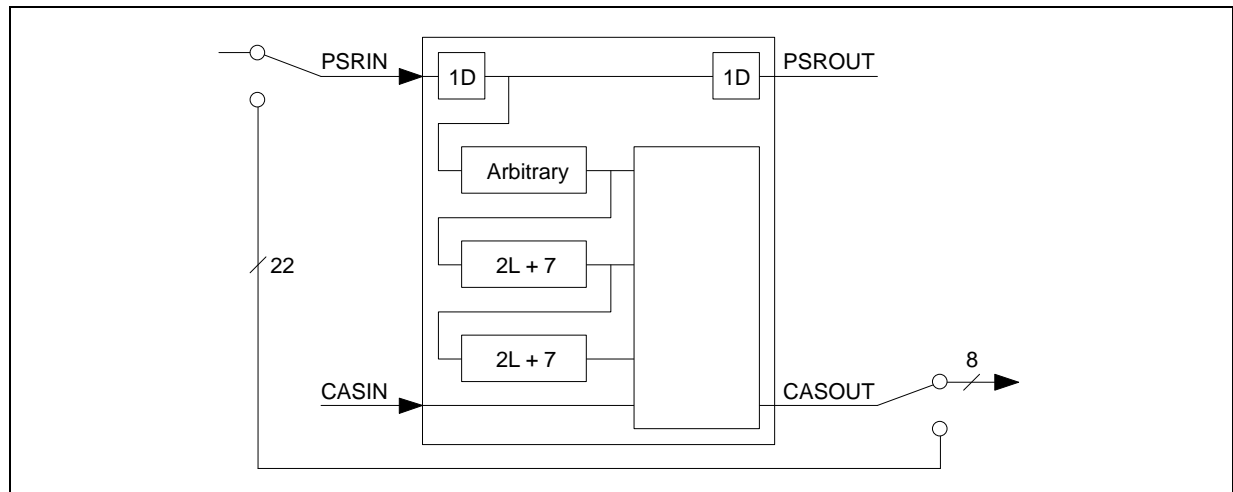 PSRIN
1D
1D
PSROUT
Arbitrary
22
2L + 7
2L + 7
8
CASIN
CASOUT